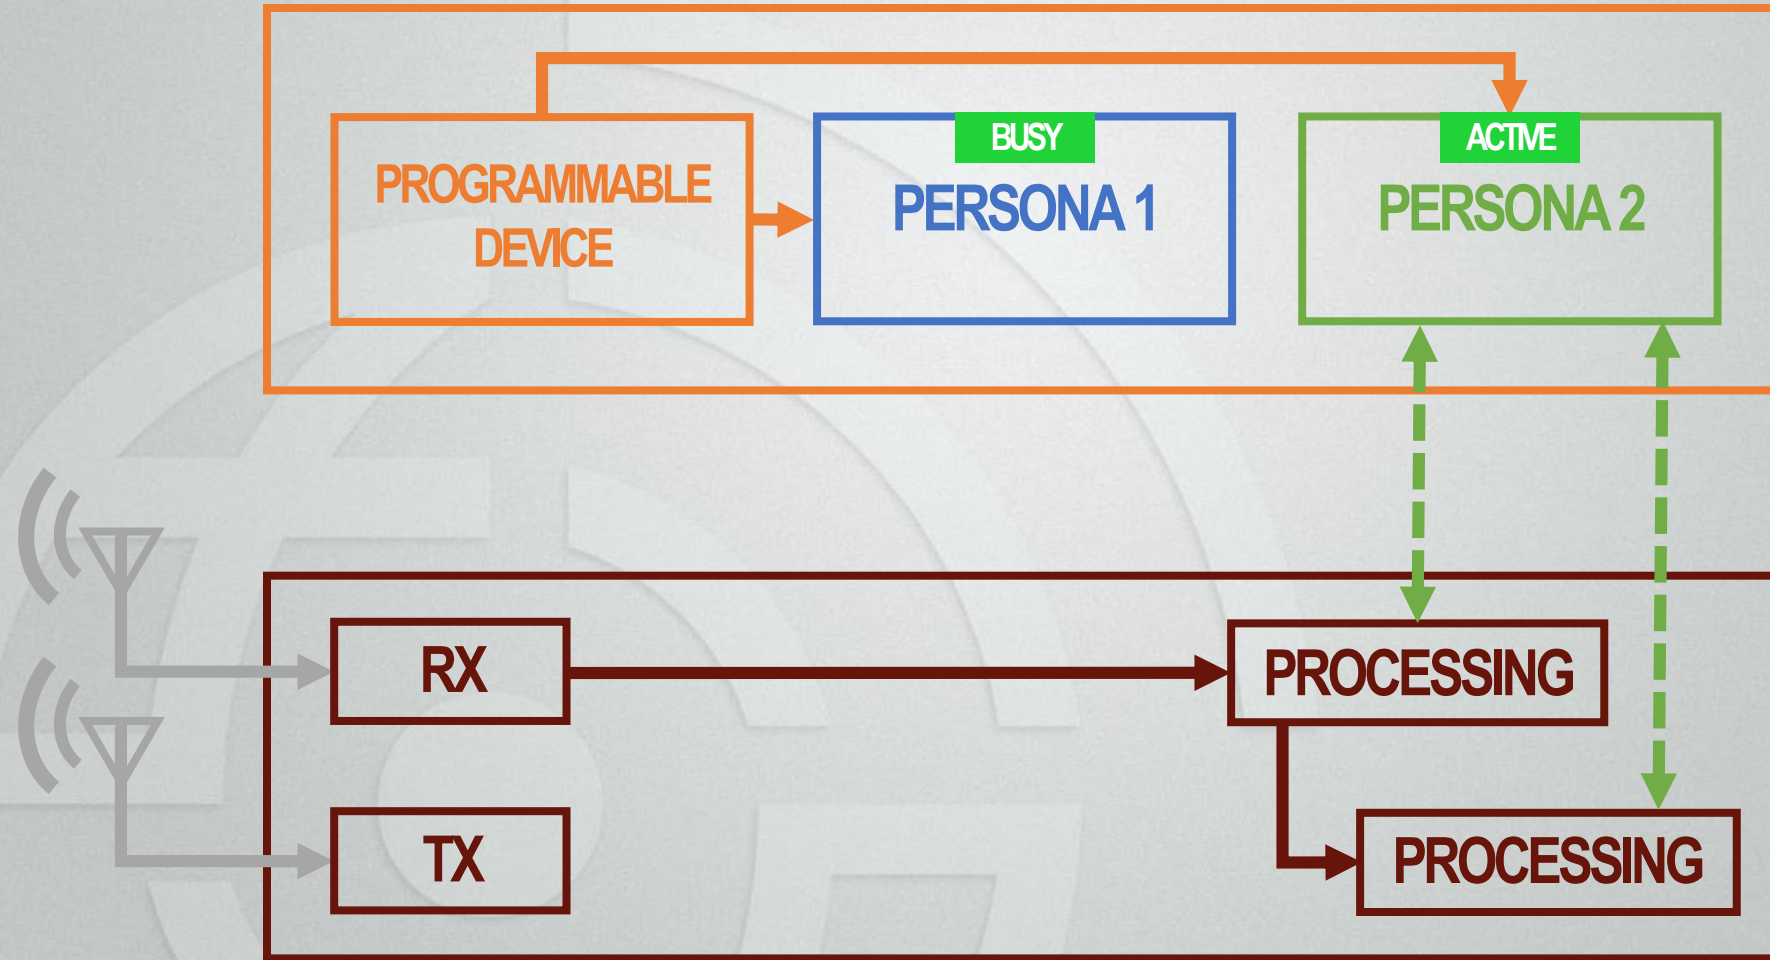 PROGRAMMABLE
DEVICE
BUSY
PERSONA 1
ACTIVE
PERSONA 2
RX
PROCESSING
TX
PROCESSING